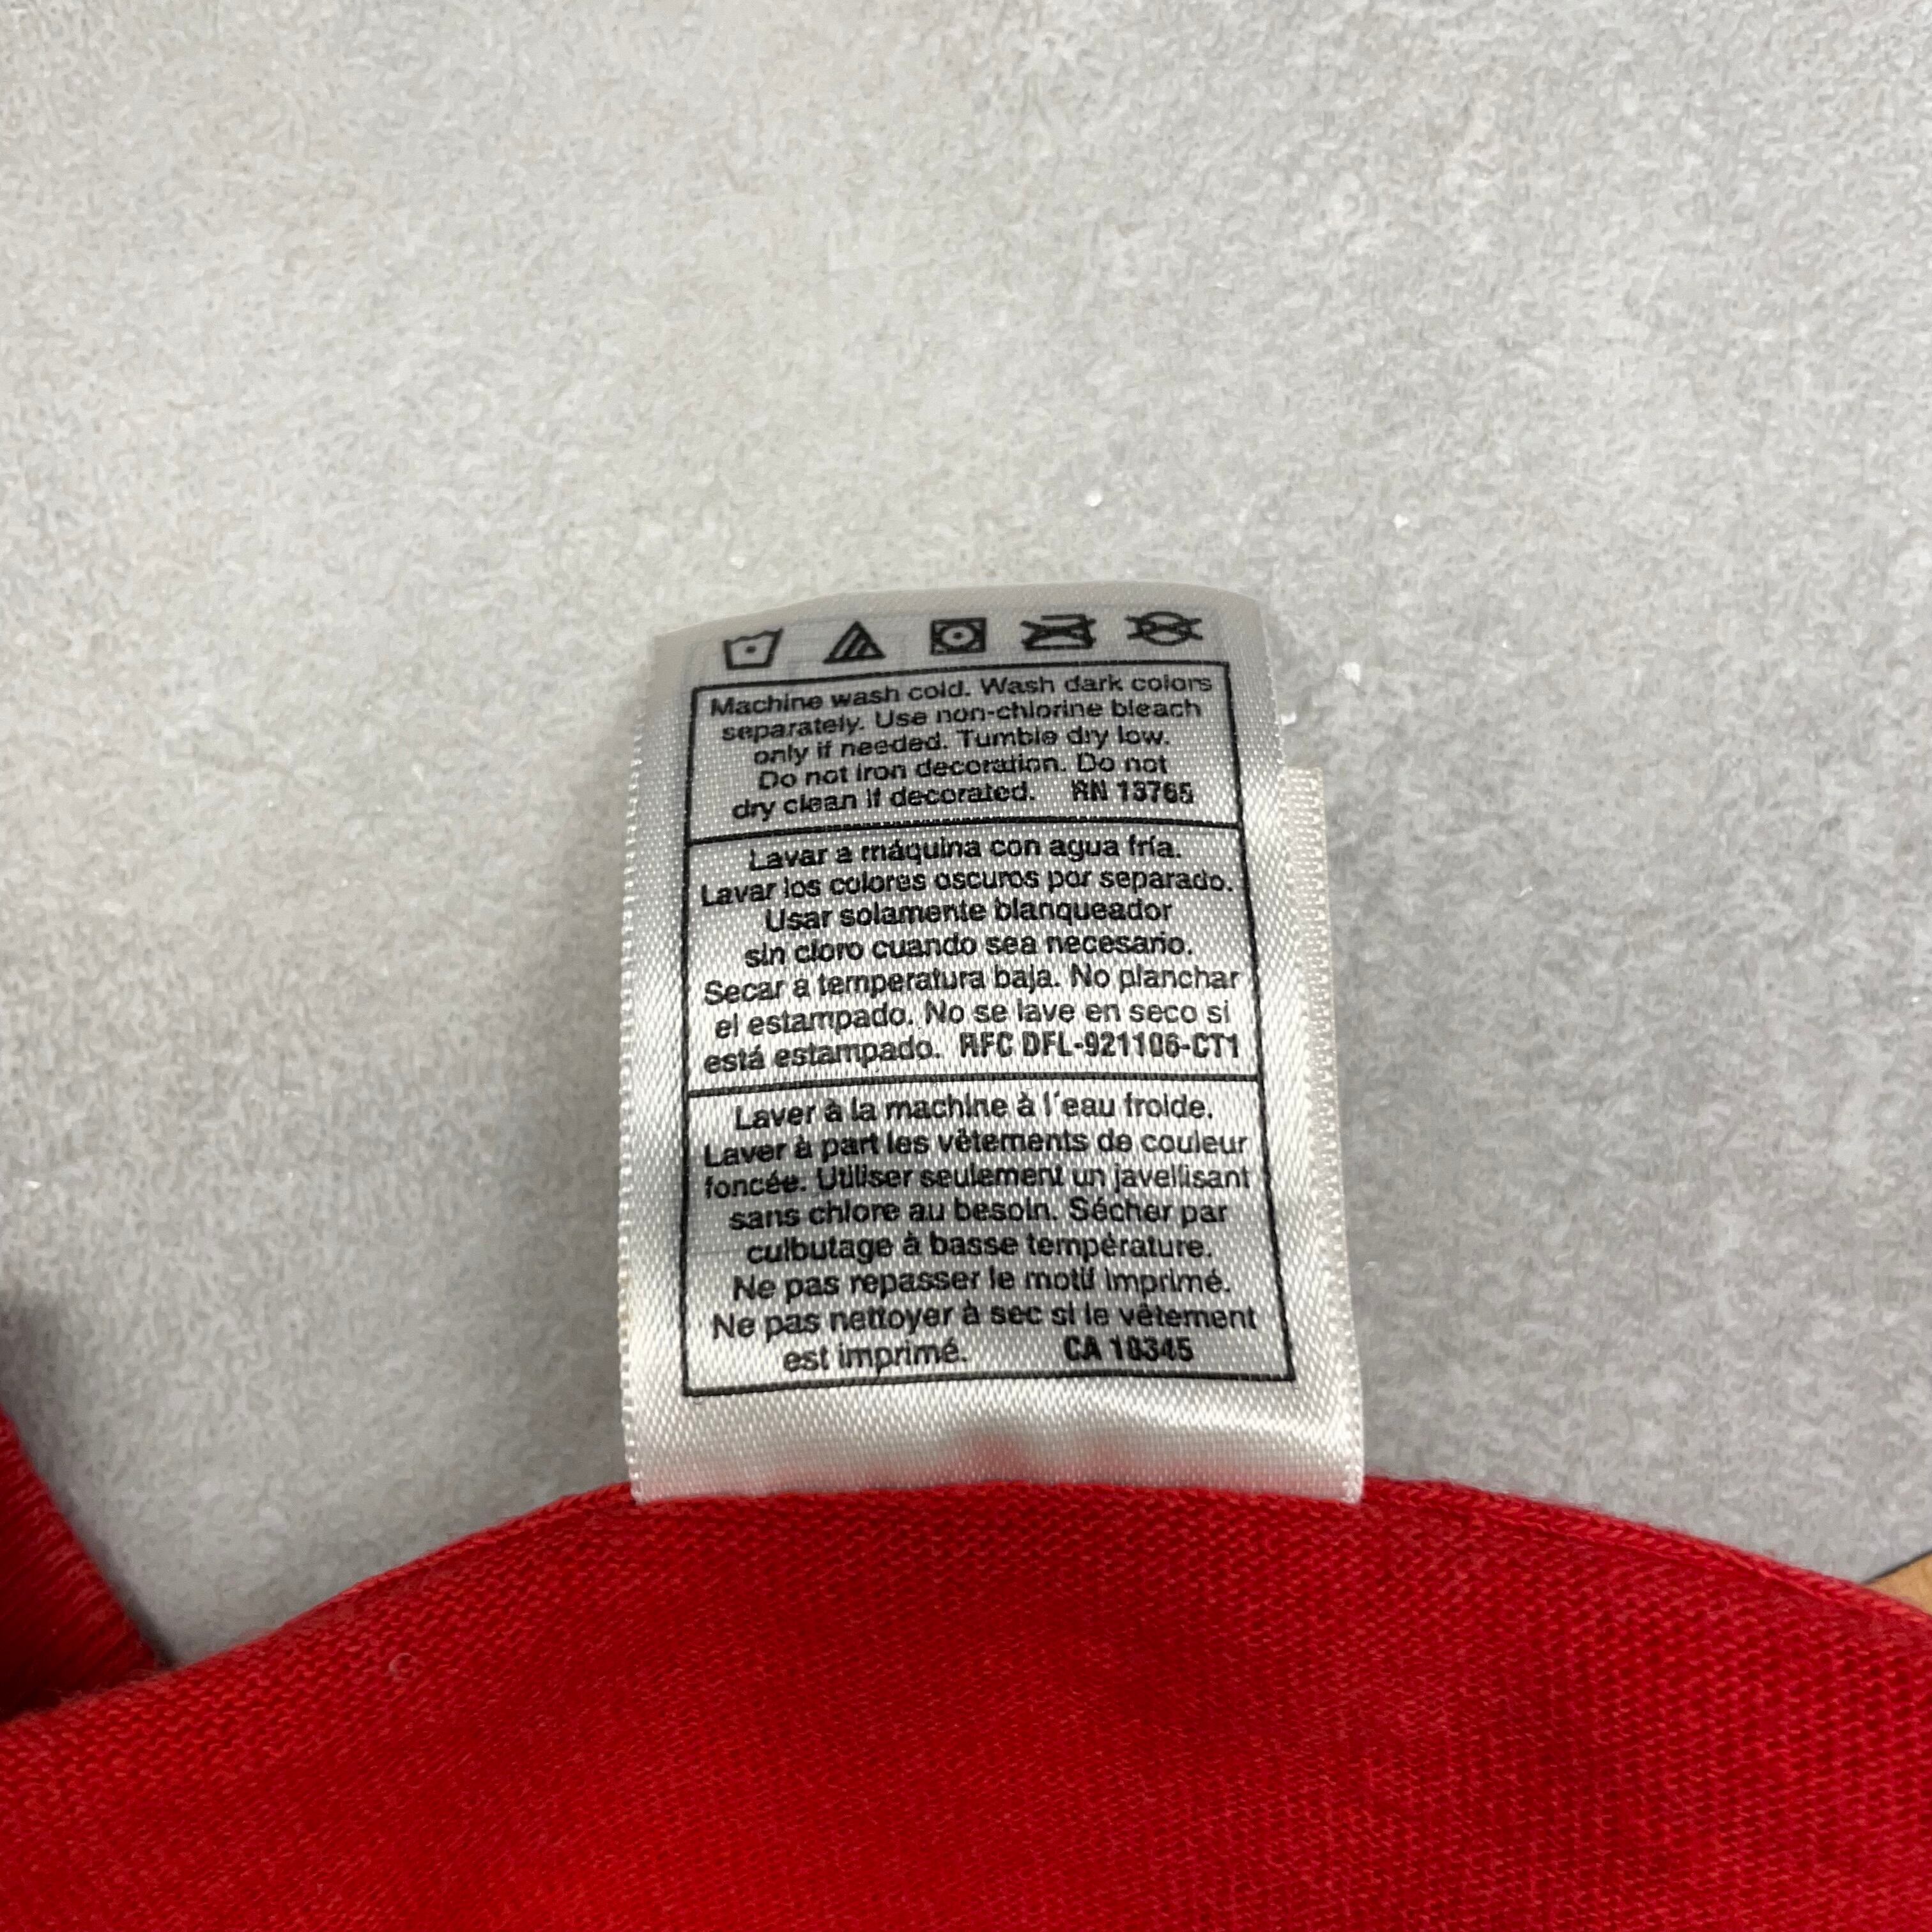 Machine wash cold. Wash dark colors
separately. Use non-chlorine bleach
only if needed. Tumble dry low.
Do not iron decoration. Do not
dry clean if decorated. RN 13765
Lavar a máquina con agua fría.
Lavar los colores oscuros por separado.
Usar solamente blanqueador
sin cloro cuando sea necesario.
Secar a temperatura baja. No planchar
el estampado. No se lave en seco si
está estampado. RFC DFL-921106-CT1
Laver à la machine à l'eau froide.
Laver à part les vêtements de couleur
foncée. Utiliser seulement un javellisant
sans chlore au besoin. Sécher par
culbutage à basse température.
Ne pas repasser le motif imprimé.
Ne pas nettoyer à sec si le vêtement
est imprimé. CA 18345